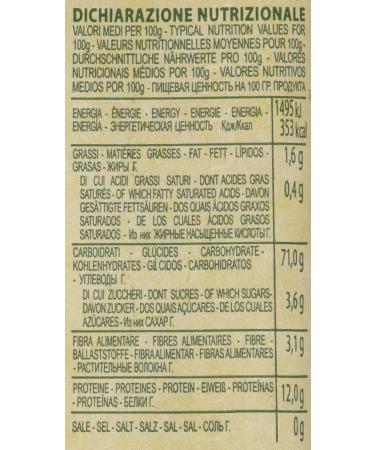 DICHIARAZIONE NUTRIZIONALE
VALORI MEDI PER 100g - TYPICAL NUTRITION VALUES FOR
100g - VALEURS NUTRITIONNELLES MOYENNES POUR 100g -
DURCHSCHNITTLICHE NÄHRWERTE PRO 100g - VALORES
NUTRICIONAIS MÉDIOS POR 100g - VALORES NUTRITIVOS
MEDIOS POR 100g - ПИЩЕВАЯ ЦЕННОСТЬ НА 100 ГР. ПРОДУКТА
ENERGIA - ÉNERGIE - ENERGY - ENERGIE - ENERGIA - 1495 kJ
ENERGÍA - ЭНЕРГЕТИЧЕСКАЯ ЦЕННОСТЬ Кдж/Ккал 353 kcal
GRASSI - MATIÈRES GRASSES - FAT - FETT - LÍPIDOS - 1,6 g
GRASAS - ЖИРЫ Г.
DI CUI ACIDI GRASSI SATURI - DONT ACIDES GRAS 0,4 g
SATURÉS - OF WHICH FATTY SATURATED ACIDS - DAVON
GESÄTTIGTE FETTSÄUREN - DOS QUAIS ÁCIDOS GRAXOS
SATURADOS - DE LOS CUALES ÁCIDOS GRASOS
SATURADOS - Из них ЖИРНЫЕ НАСЫЩЕННЫЕ КИСЛОТЫ Г.
CARBOIDRATI - GLUCIDES - CARBOHYDRATE - 71,0 g
KOHLENHYDRATES - GLÍCIDOS - CARBOHIDRATOS
- УГЛЕВОДЫ Г.
DI CUI ZUCCHERI - DONT SUCRES - OF WHICH SUGARS- 3,6 g
DAVON ZUCKER - DOS QUAIS AÇÚCARES - DE LOS CUALES
AZÚCARES - Из них САХАР Г.
FIBRA ALIMENTARE - FIBRES ALIMENTAIRES - FIBRE - 3,1 g
BALLASTSTOFFE - FIBRA ALIMENTAR - FIBRAS ALIMENTARES
- РАСТИТЕЛЬНЫЕ ВОЛОКНА Г.
PROTEINE - PROTEINES - PROTEIN - EIWEIß - PROTEÍNAS 12,0 g
- PROTEÍNAS - БЕЛКИ Г.
SALE - SEL - SALT - SALZ - SAL - SAL - СОЛЬ Г. 0 g